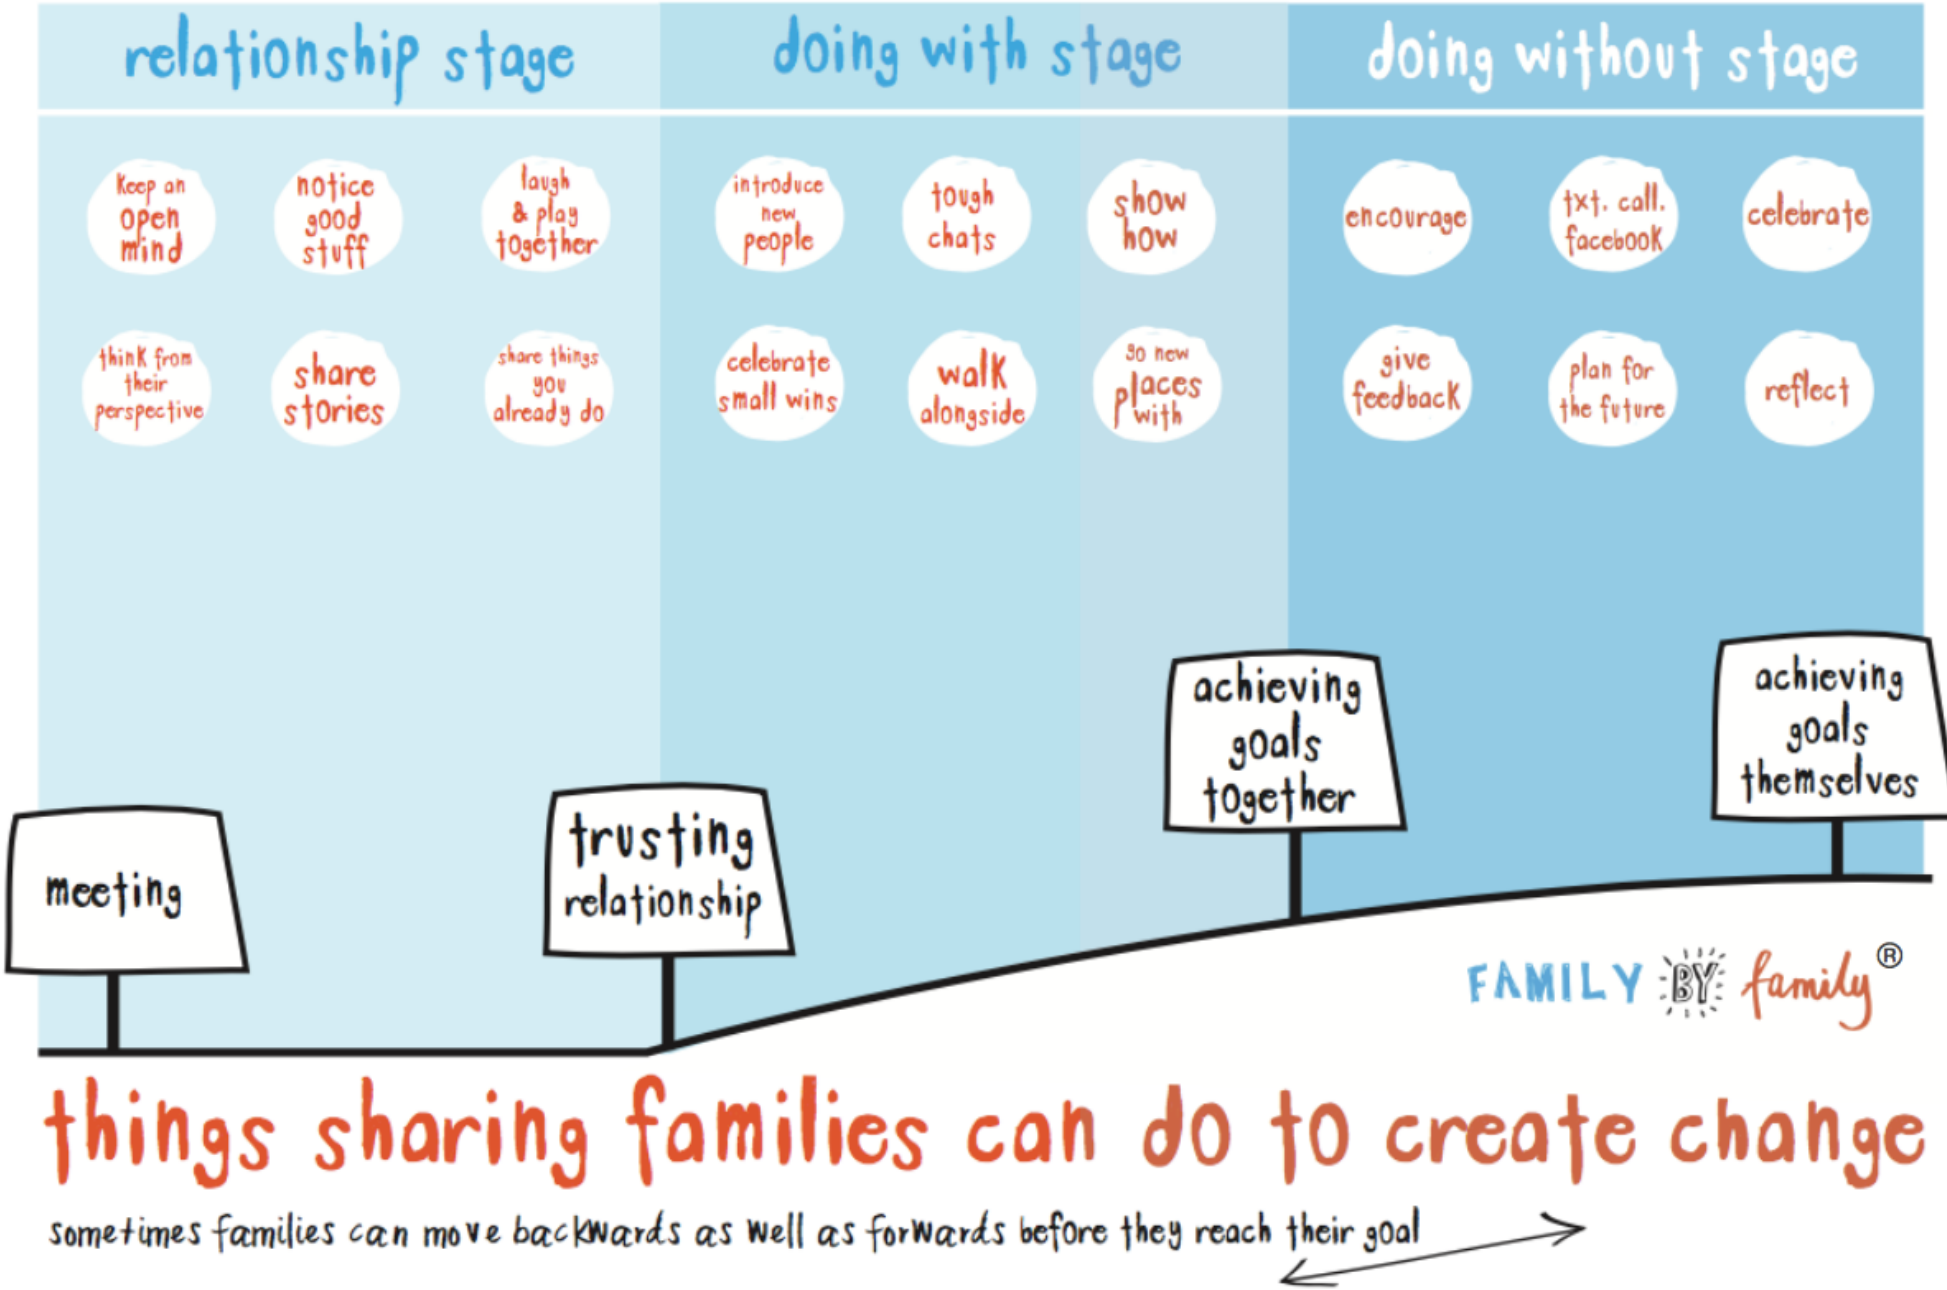 relationship stage
doing with stage
doing without stage
keep an
open
mind
notice
good
stuff
laugh
& play
together
introduce
new
people
tough
chats
show
how
encourage
txt. call.
facebook
celebrate
think from
their
perspective
share
stories
share things
you
already do
celebrate
small wins
walk
alongside
go new
places
with
give
feedback
plan for
the future
reflect
meeting
trusting
relationship
achieving
goals
together
achieving
goals
themselves
FAMILY BY family®
things sharing families can do to create change
sometimes families can move backwards as well as forwards before they reach their goal